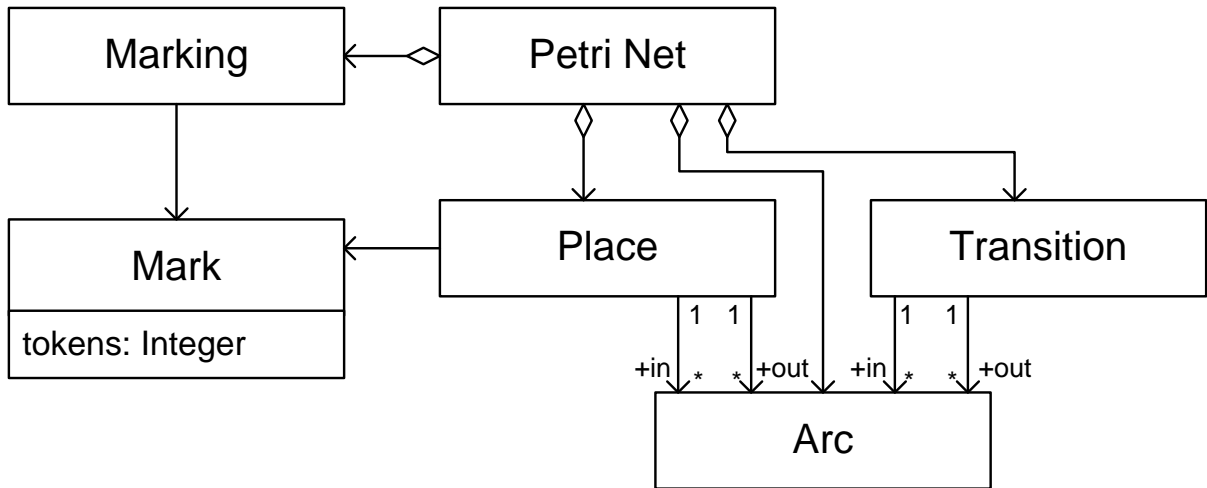 Marking
Petri Net
Mark
tokens: Integer
Place
Transition
1 1 1 1
+in * * +out +in * * +out
Arc